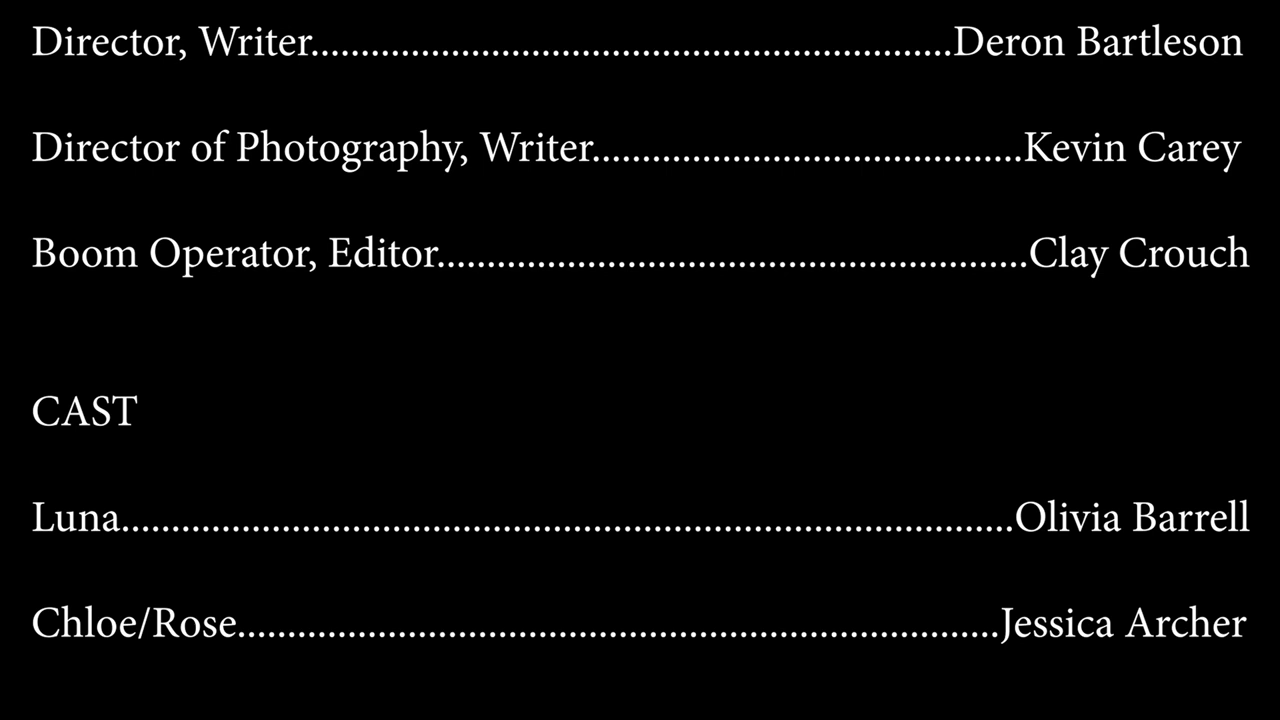 Director, Writer................................................................Deron Bartleson
Director of Photography, Writer...........................................Kevin Carey
Boom Operator, Editor...........................................................Clay Crouch
CAST
Luna.........................................................................................Olivia Barrell
Chloe/Rose............................................................................Jessica Archer